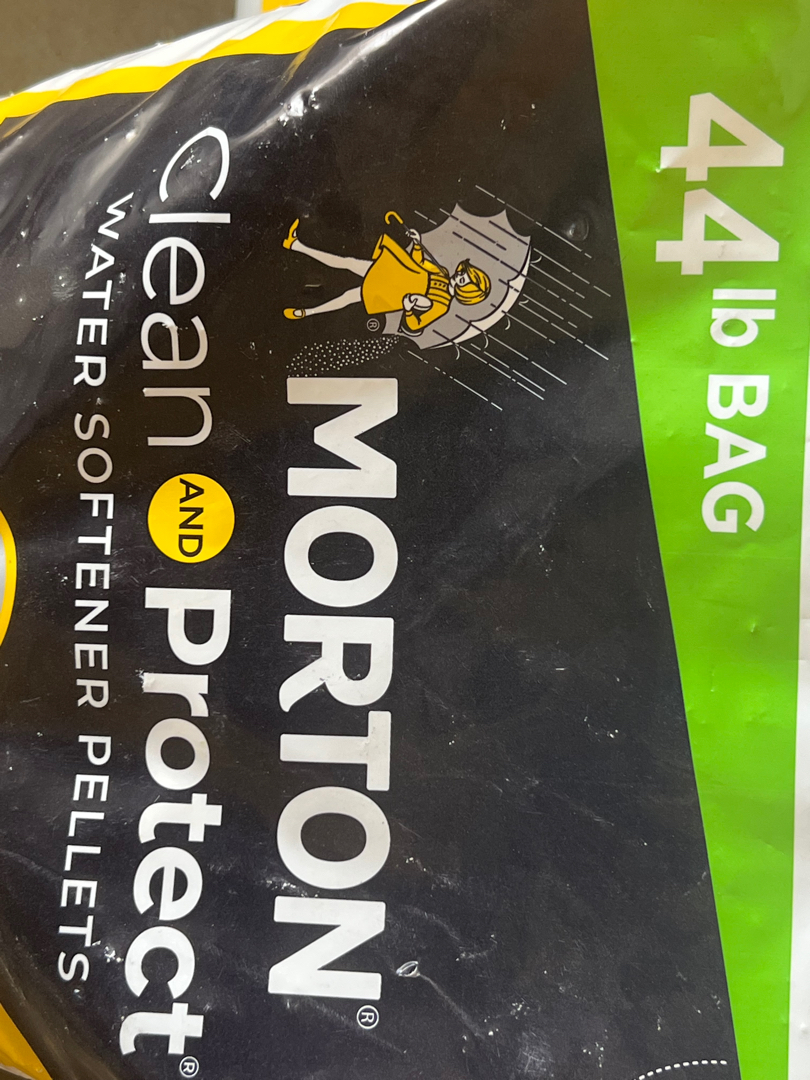 44 lb BAG
MORTON®
Clean AND Protect®
WATER SOFTENER PELLETS